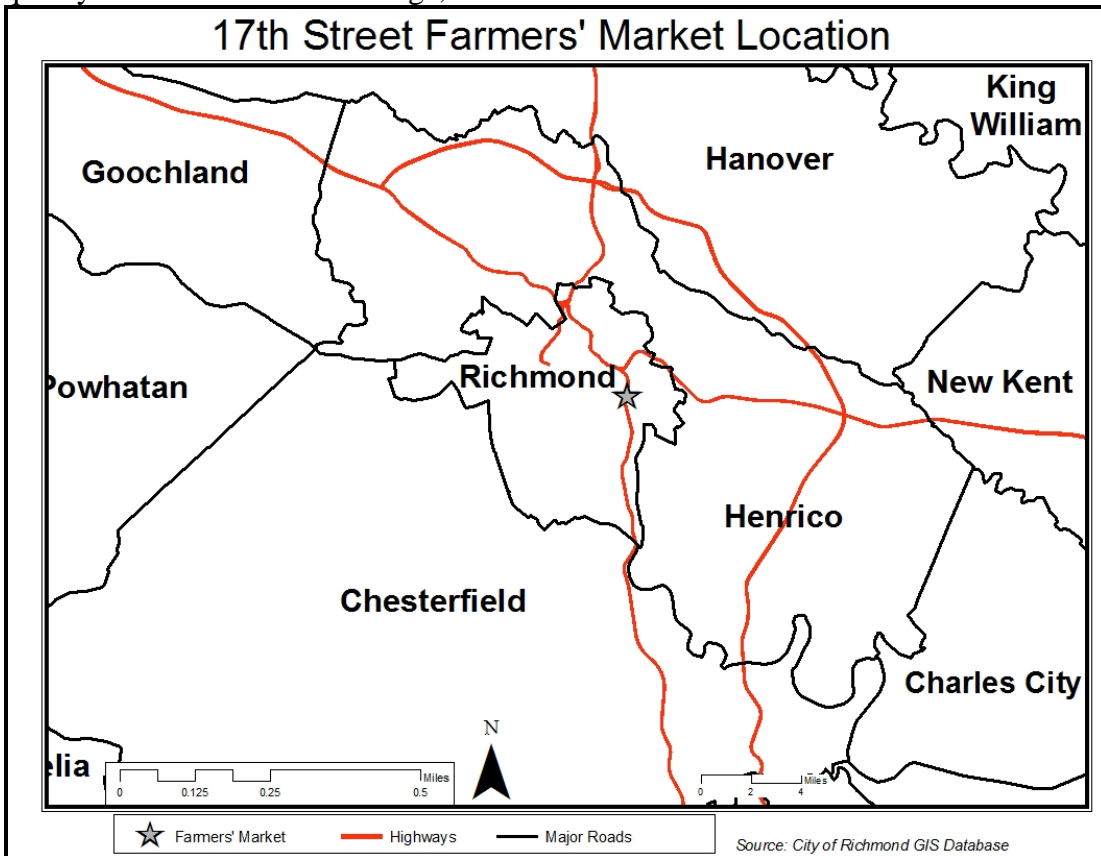 17th Street Farmers' Market Location
King
William
Hanover
Goochland
Powhatan
Richmond
New Kent
Henrico
Chesterfield
Charles City
elia
N
Miles
0 0.125 0.25 0.5
Miles
0 2 4
Farmers' Market Highways Major Roads
Source: City of Richmond GIS Database